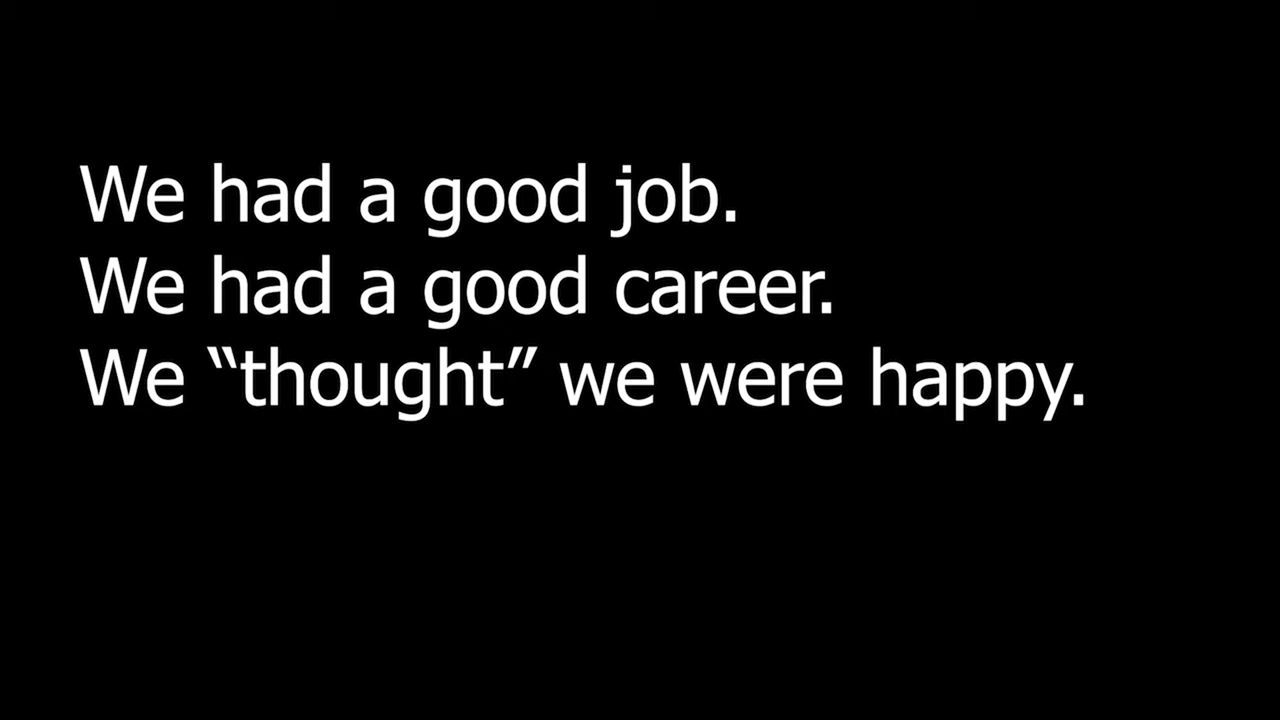 We had a good job.
We had a good career.
We “thought” we were happy.